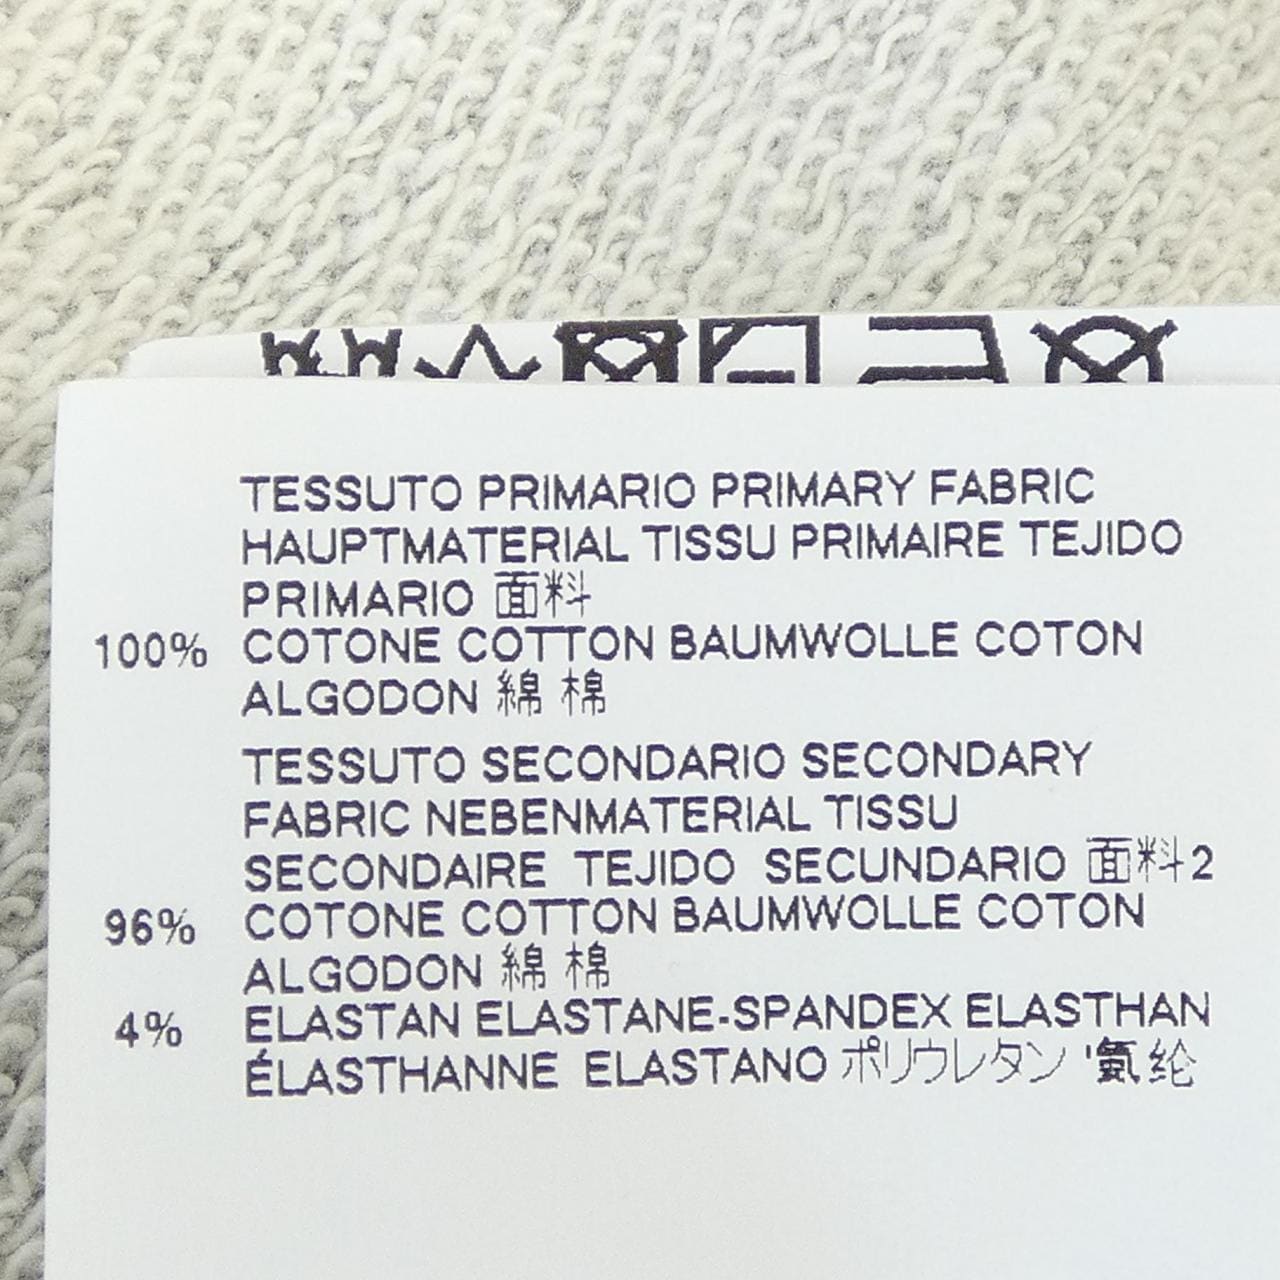 TESSUTO PRIMARIO PRIMARY FABRIC
HAUPTMATERIAL TISSU PRIMAIRE TEJIDO
PRIMARIO 面料
100% COTONE COTTON BAUMWOLLE COTON
ALGODON 綿 棉
TESSUTO SECONDARIO SECONDARY
FABRIC NEBENMATERIAL TISSU
SECONDAIRE TEJIDO SECUNDARIO 面料2
96% COTONE COTTON BAUMWOLLE COTON
ALGODON 綿 棉
4% ELASTAN ELASTANE-SPANDEX ELASTHAN
ÉLASTHANNE ELASTANO ポリウレタン '氨纶